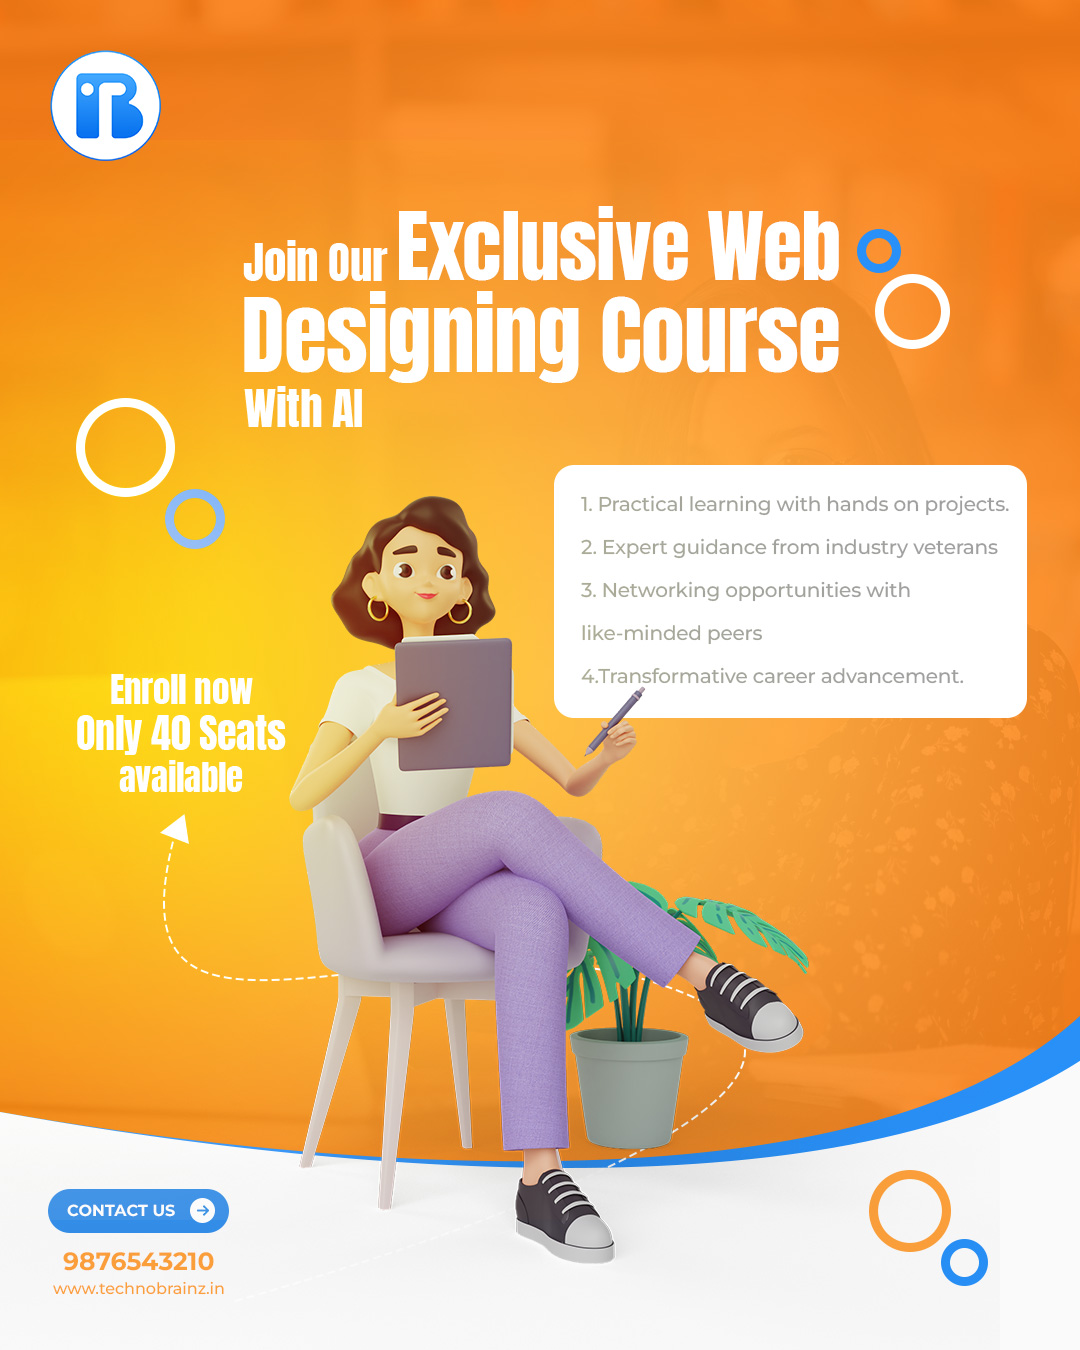 Join Our Exclusive Web
Designing Course
With AI
1. Practical learning with hands on projects.
2. Expert guidance from industry veterans
3. Networking opportunities with
like-minded peers
4.Transformative career advancement.
Enroll now
Only 40 Seats
available
CONTACT US
9876543210
www.technobrainz.in